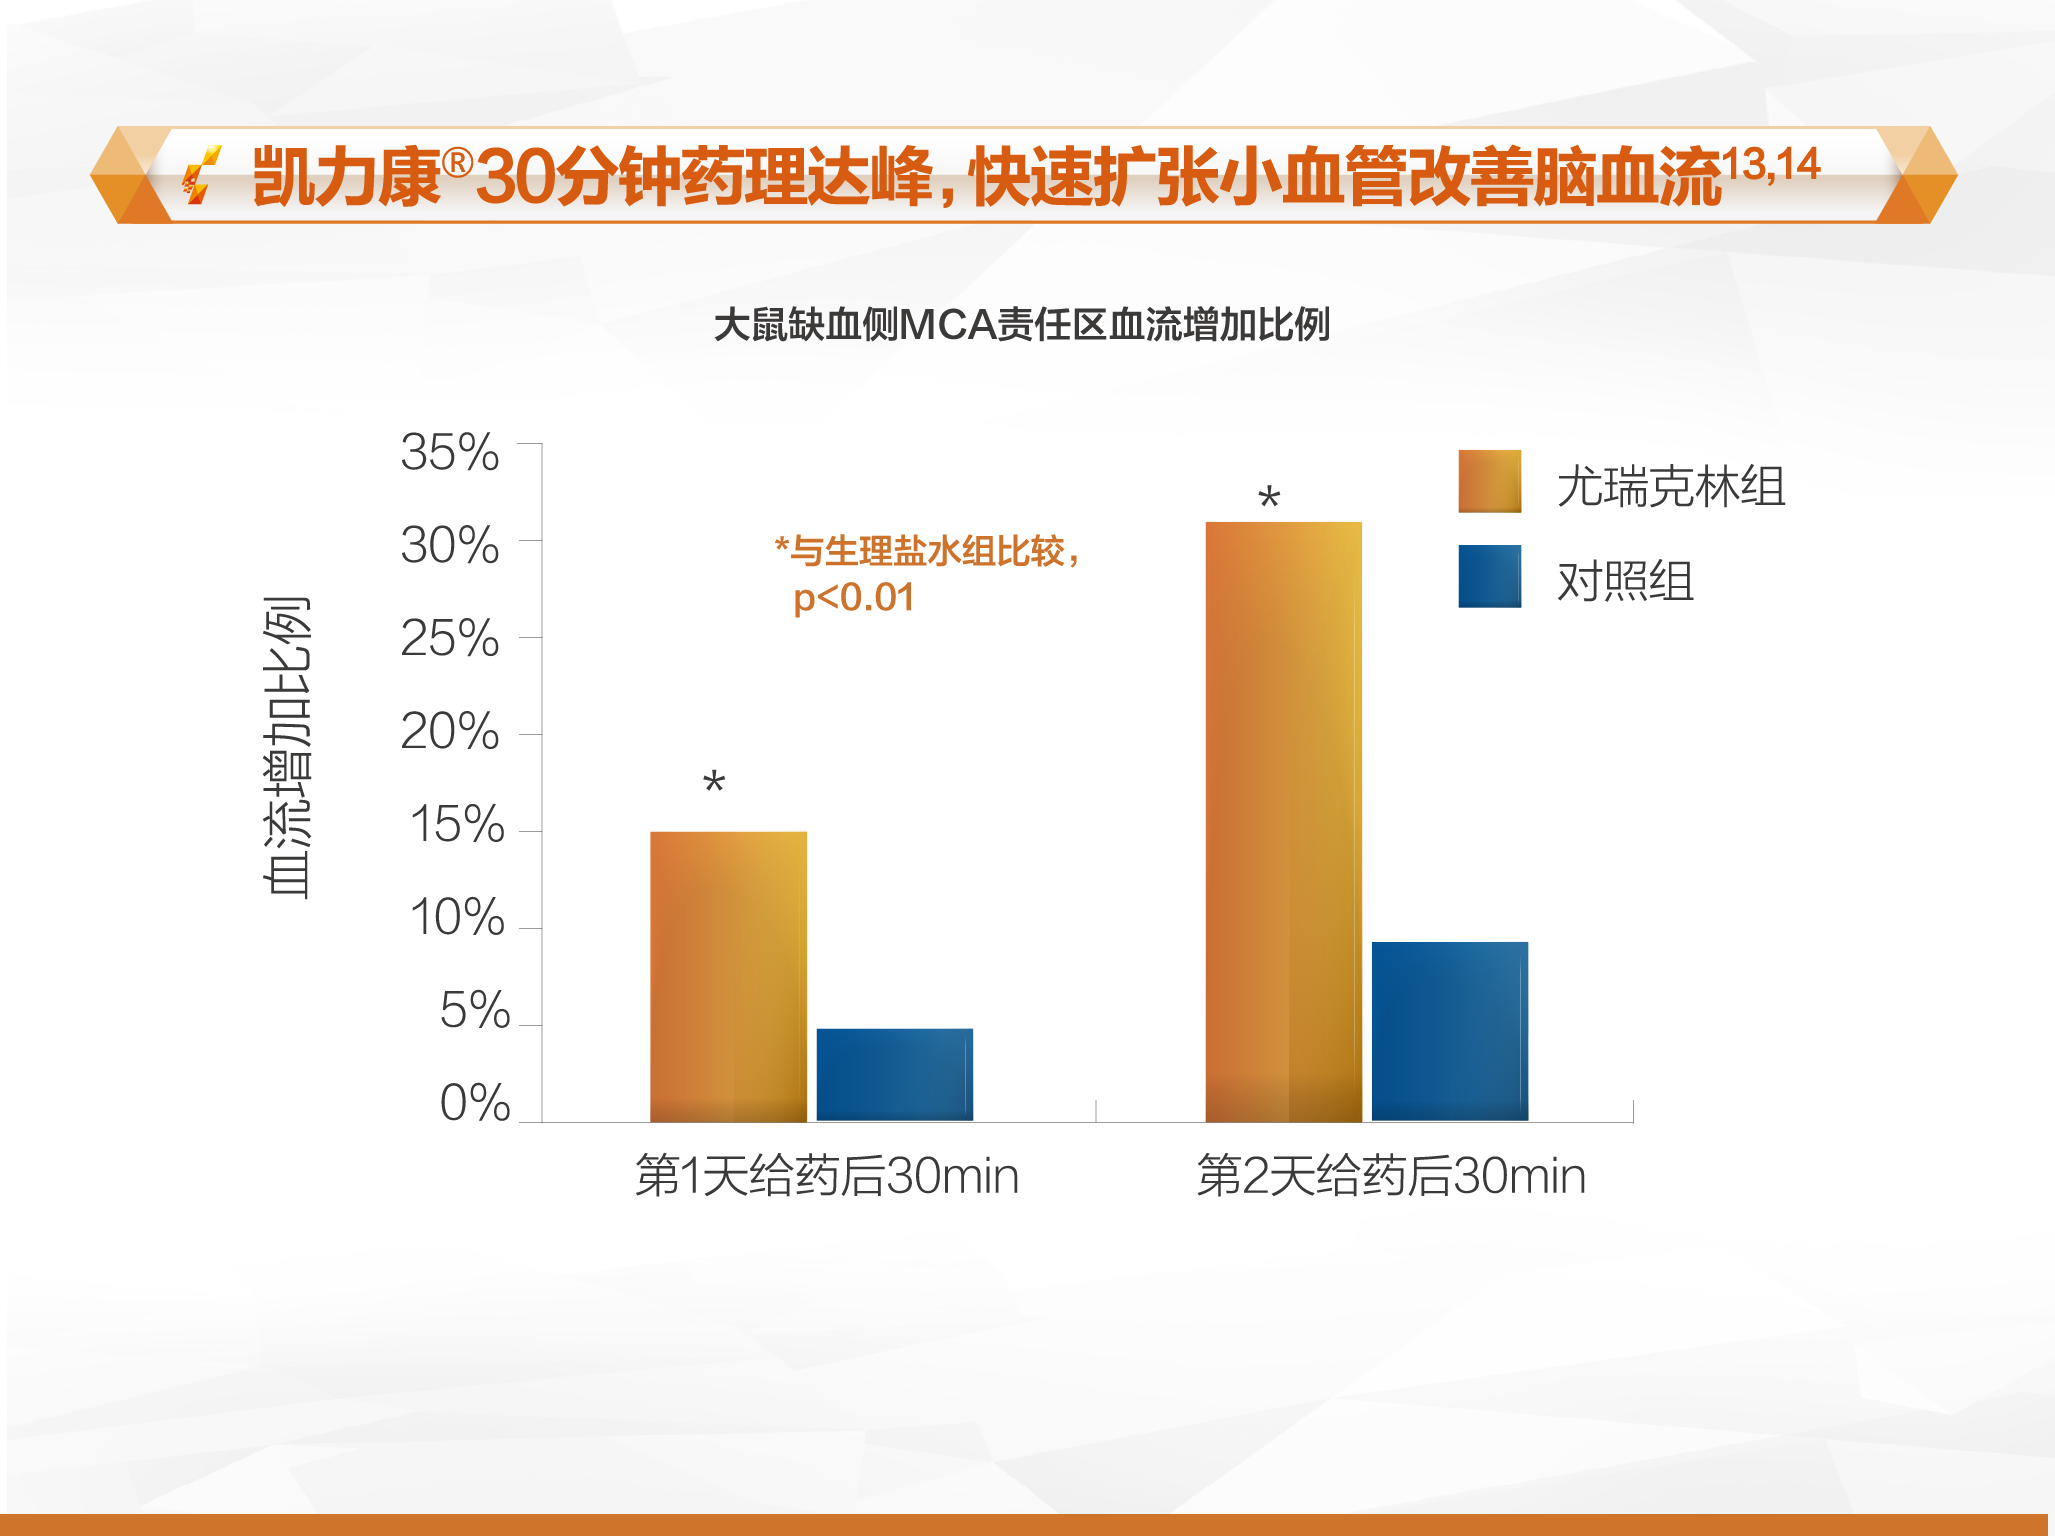 凯力康®30分钟药理达峰，快速扩张小血管改善脑血流13,14
大鼠缺血侧MCA责任区血流增加比例
35%
30%
25%
20%
15%
10%
5%
0%
血流增加比例
*与生理盐水组比较，
p<0.01
*
*
尤瑞克林组
对照组
第1天给药后30min
第2天给药后30min